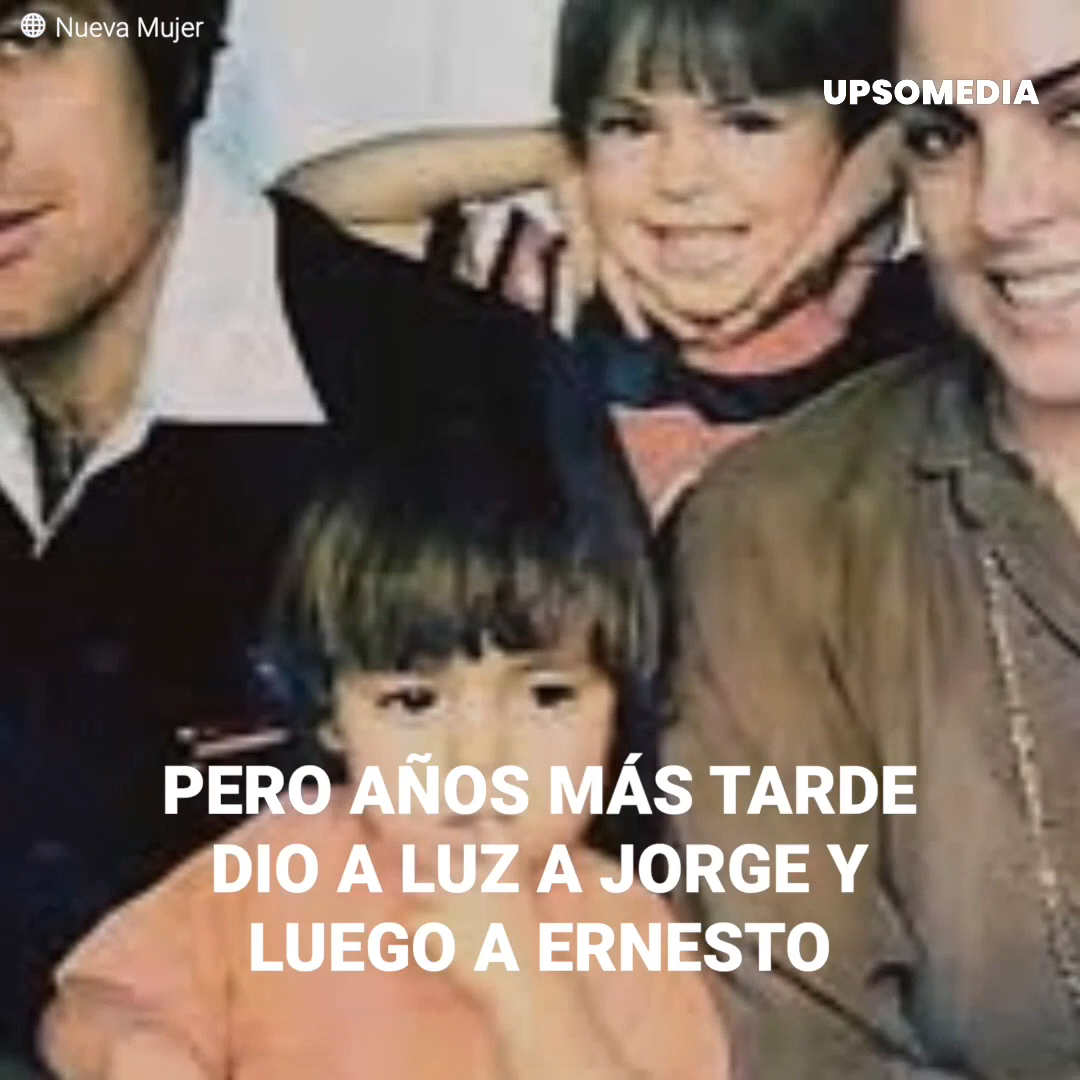 Nueva Mujer
UPSOMEDIA
PERO AÑOS MÁS TARDE
DIO A LUZ A JORGE Y
LUEGO A ERNESTO